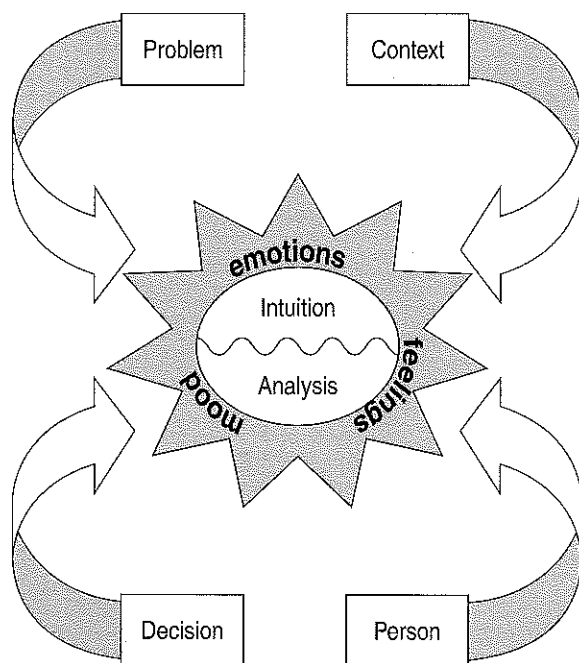 Problem
Context
emotions
Intuition
Analysis
feelings
mood
Decision
Person